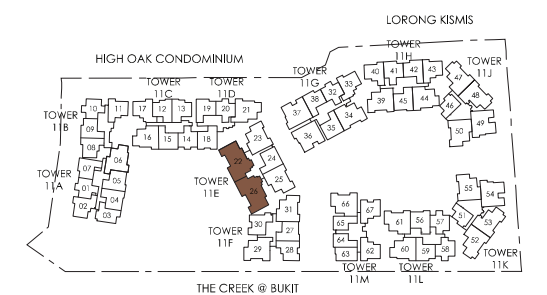 LORONG KISMIS
HIGH OAK CONDOMINIUM
TOWER
11H
TOWER
11J
TOWER
11G
TOWER
11C
TOWER
11D
TOWER
11B
TOWER
11A
TOWER
11E
TOWER
11F
TOWER
11M
TOWER
11L
TOWER
11K
10 11
09
08
07 06
01 05
02 04
03
17 12 13 19 20 21
16 15 14 18
23
22 24
26 25
31
30 27
29 28
37 38 32 33
36 35 34
40 41 42 43
39 45 44
47
46 48
50 49
66 67
65
64
63 62
61 56 57
60 59 58
55 54
51 53
52
THE CREEK @ BUKIT